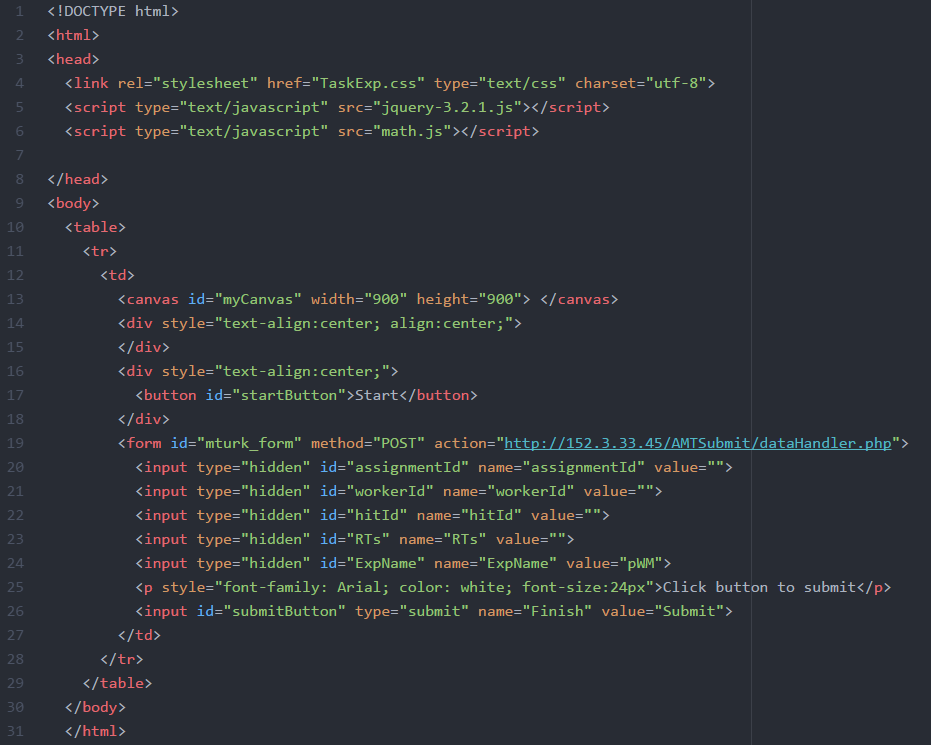 1 <!DOCTYPE html>
2 <html>
3 <head>
4 <link rel="stylesheet" href="TaskExp.css" type="text/css" charset="utf-8">
5 <script type="text/javascript" src="jquery-3.2.1.js"></script>
6 <script type="text/javascript" src="math.js"></script>
7
8 </head>
9 <body>
10 <table>
11 <tr>
12 <td>
13 <canvas id="myCanvas" width="900" height="900"> </canvas>
14 <div style="text-align:center; align:center;">
15 </div>
16 <div style="text-align:center;">
17 <button id="startButton">Start</button>
18 </div>
19 <form id="mturk_form" method="POST" action="http://152.3.33.45/AMTSubmit/dataHandler.php">
20 <input type="hidden" id="assignmentId" name="assignmentId" value="">
21 <input type="hidden" id="workerId" name="workerId" value="">
22 <input type="hidden" id="hitId" name="hitId" value="">
23 <input type="hidden" id="RTs" name="RTs" value="">
24 <input type="hidden" id="ExpName" name="ExpName" value="pWM">
25 <p style="font-family: Arial; color: white; font-size:24px">Click button to submit</p>
26 <input id="submitButton" type="submit" name="Finish" value="Submit">
27 </td>
28 </tr>
29 </table>
30 </body>
31 </html>